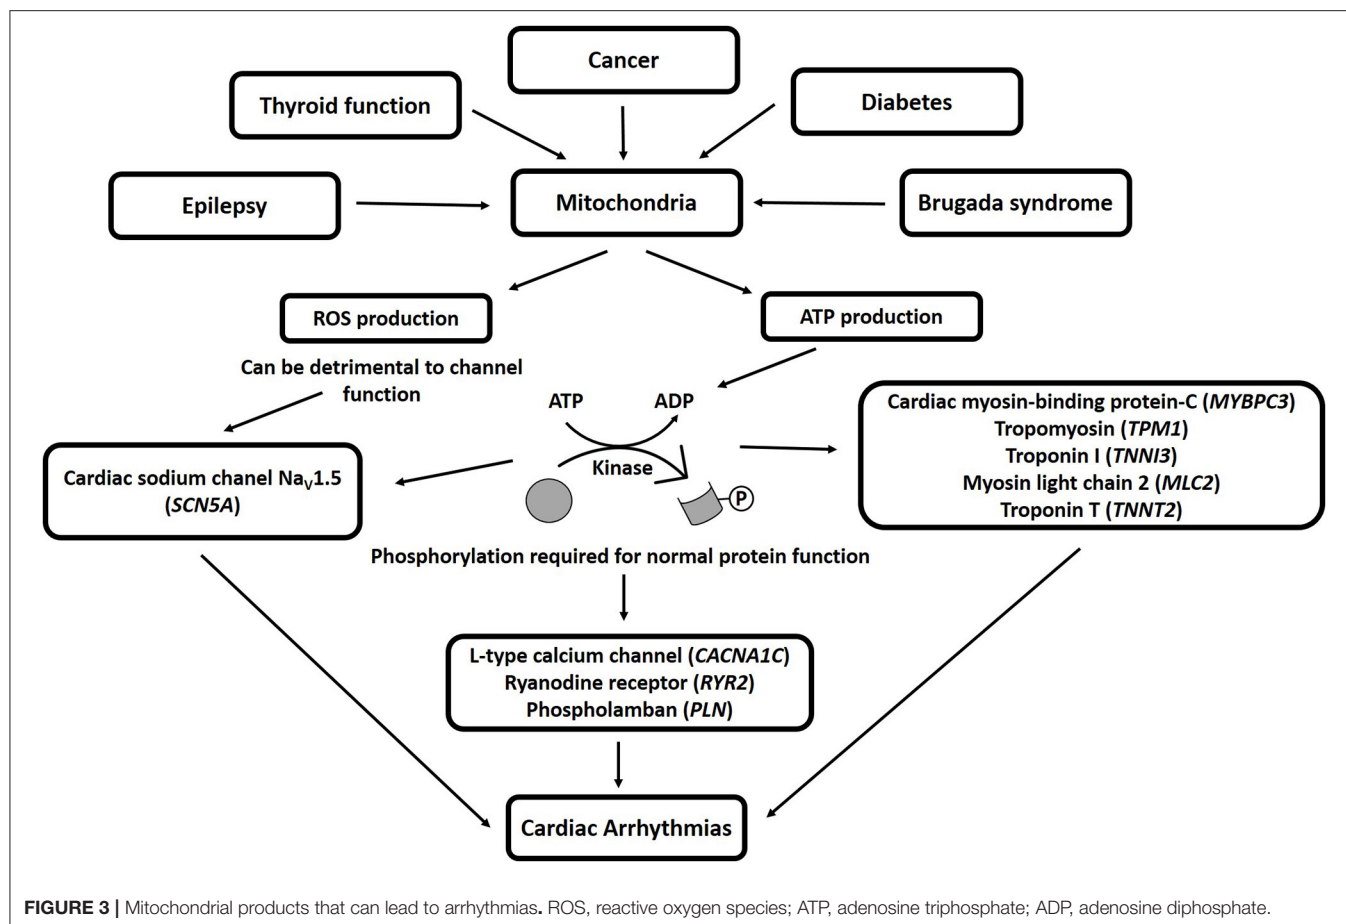 Cancer
Thyroid function
Diabetes
Epilepsy
Mitochondria
Brugada syndrome
ROS production
ATP production
Can be detrimental to channel
function
ATP
ADP
Kinase
P
Cardiac sodium chanel NaV1.5
(SCN5A)
Cardiac myosin-binding protein-C (MYBPC3)
Tropomyosin (TPM1)
Troponin I (TNNI3)
Myosin light chain 2 (MLC2)
Troponin T (TNNT2)
Phosphorylation required for normal protein function
L-type calcium channel (CACNA1C)
Ryanodine receptor (RYR2)
Phospholamban (PLN)
Cardiac Arrhythmias
FIGURE 3 | Mitochondrial products that can lead to arrhythmias. ROS, reactive oxygen species; ATP, adenosine triphosphate; ADP, adenosine diphosphate.